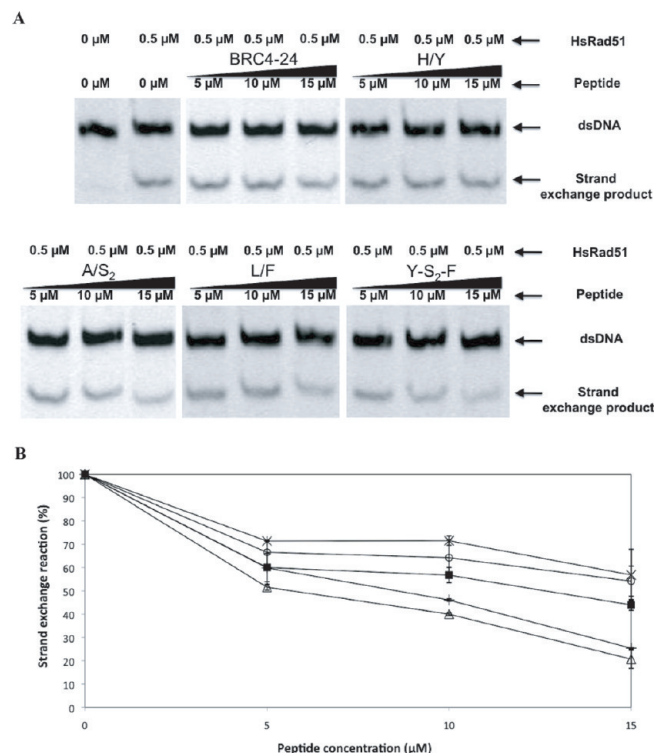 A
0 μM 0.5 μM 0.5 μM 0.5 μM 0.5 μM 0.5 μM 0.5 μM 0.5 μM HsRad51
BRC4-24 H/Y
0 μM 0 μM 5 μM 10 μM 15 μM 5 μM 10 μM 15 μM Peptide
dsDNA
Strand
exchange product
0.5 μM 0.5 μM 0.5 μM 0.5 μM 0.5 μM 0.5 μM 0.5 μM 0.5 μM 0.5 μM HsRad51
A/S₂ L/F Y-S₂-F
5 μM 10 μM 15 μM 5 μM 10 μM 15 μM 5 μM 10 μM 15 μM Peptide
dsDNA
Strand
exchange product
B
Strand exchange reaction (%)
100
90
80
70
60
50
40
30
20
10
0
0 5 10 15
Peptide concentration (μM)